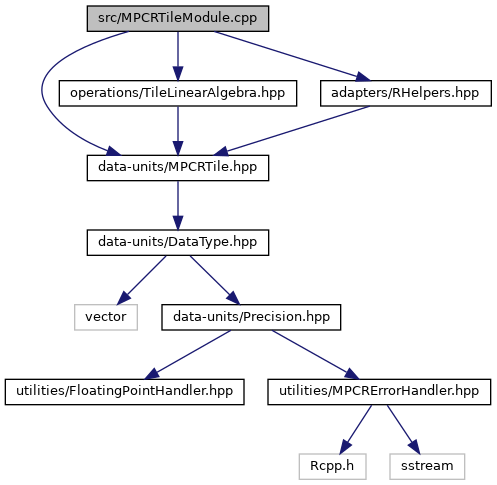 src/MPCRTileModule.cpp
operations/TileLinearAlgebra.hpp
adapters/RHelpers.hpp
data-units/MPCRTile.hpp
data-units/DataType.hpp
vector
data-units/Precision.hpp
utilities/FloatingPointHandler.hpp
utilities/MPCRErrorHandler.hpp
Rcpp.h
sstream